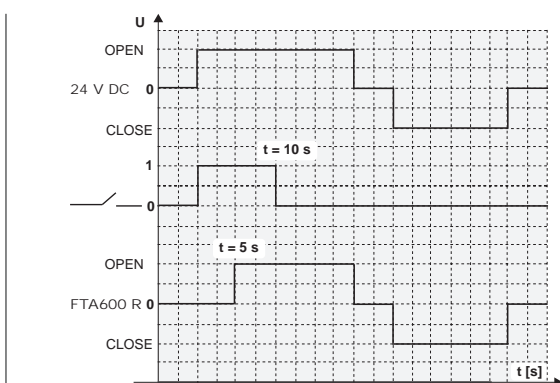 U
OPEN
24 V DC 0
CLOSE
t = 10 s
1
0
t = 5 s
OPEN
FTA600 R 0
CLOSE
t [s]